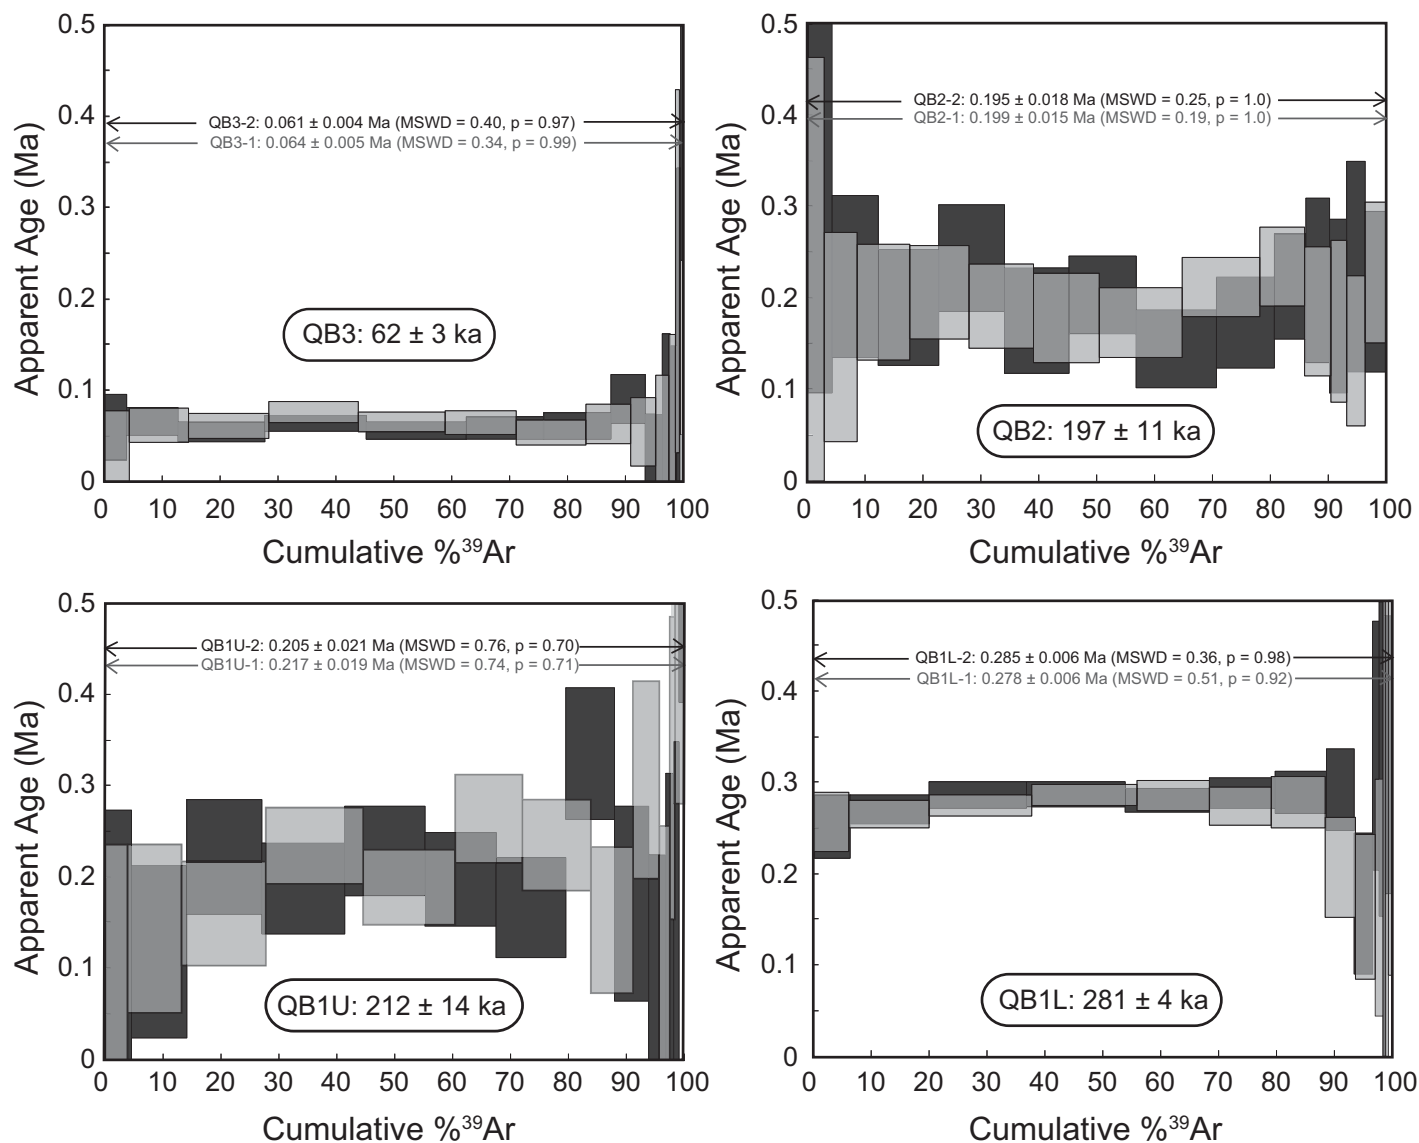 0.5
0.4
0.3
0.2
0.1
0
Apparent Age (Ma)
QB3-2: 0.061 ± 0.004 Ma (MSWD = 0.40, p = 0.97)
QB3-1: 0.064 ± 0.005 Ma (MSWD = 0.34, p = 0.99)
QB3: 62 ± 3 ka
0 10 20 30 40 50 60 70 80 90 100
Cumulative %³⁹Ar
0.5
0.4
0.3
0.2
0.1
0
Apparent Age (Ma)
QB2-2: 0.195 ± 0.018 Ma (MSWD = 0.25, p = 1.0)
QB2-1: 0.199 ± 0.015 Ma (MSWD = 0.19, p = 1.0)
QB2: 197 ± 11 ka
0 10 20 30 40 50 60 70 80 90 100
Cumulative %³⁹Ar
0.5
0.4
0.3
0.2
0.1
0
Apparent Age (Ma)
QB1U-2: 0.205 ± 0.021 Ma (MSWD = 0.76, p = 0.70)
QB1U-1: 0.217 ± 0.019 Ma (MSWD = 0.74, p = 0.71)
QB1U: 212 ± 14 ka
0 10 20 30 40 50 60 70 80 90 100
Cumulative %³⁹Ar
0.5
0.4
0.3
0.2
0.1
0
Apparent Age (Ma)
QB1L-2: 0.285 ± 0.006 Ma (MSWD = 0.36, p = 0.98)
QB1L-1: 0.278 ± 0.006 Ma (MSWD = 0.51, p = 0.92)
QB1L: 281 ± 4 ka
0 10 20 30 40 50 60 70 80 90 100
Cumulative %³⁹Ar